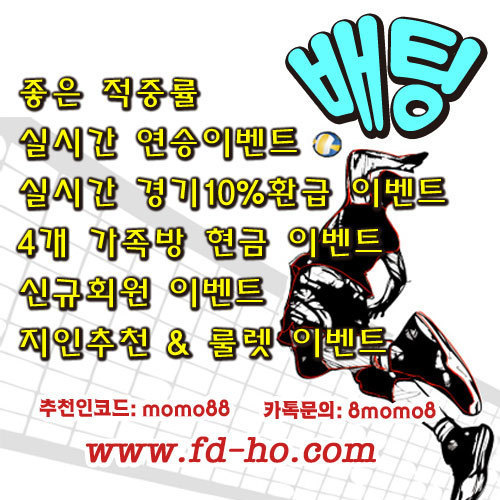 배팅
좋은 적중률
실시간 연승이벤트
실시간 경기10%환급 이벤트
4개 가족방 현금 이벤트
신규회원 이벤트
지인추천 & 룰렛 이벤트
추천인코드: momo88 카톡문의: 8momo8
www.fd-ho.com